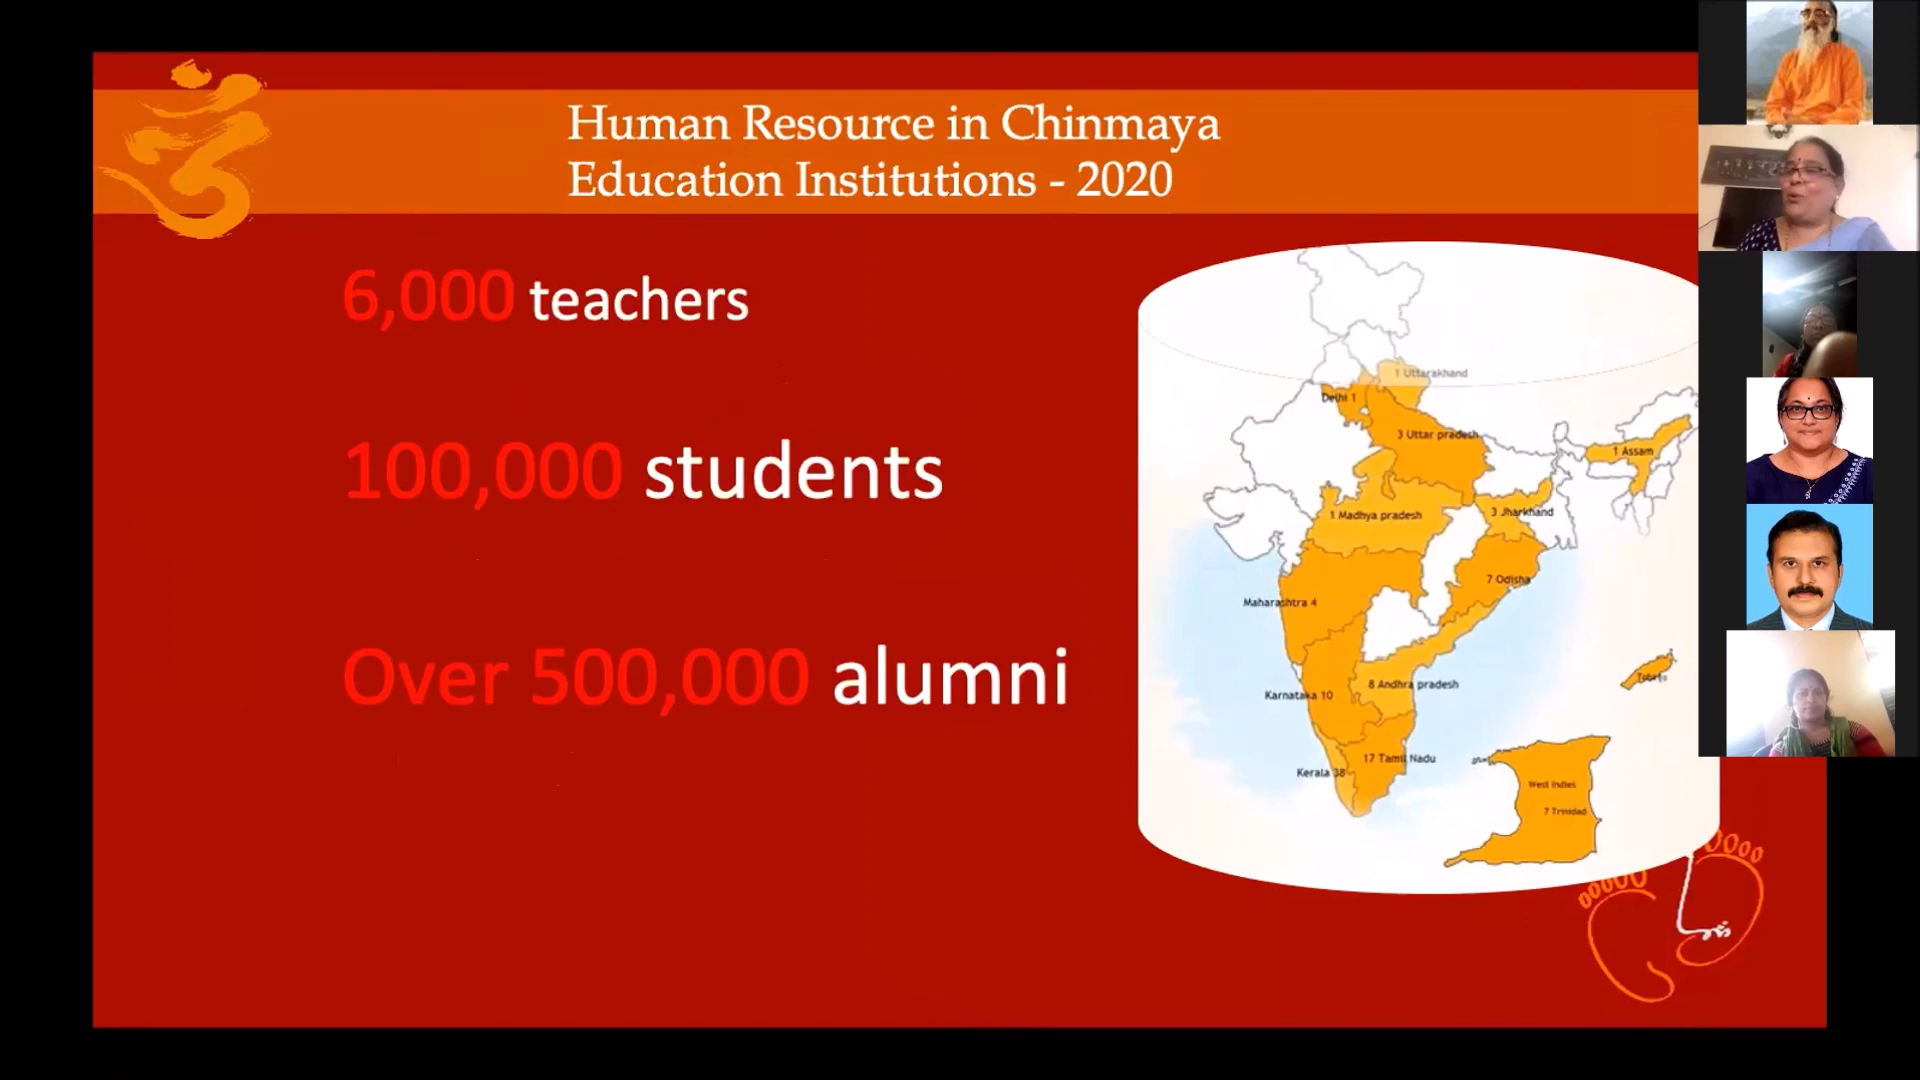 Human Resource in Chinmaya
Education Institutions - 2020
6,000 teachers
100,000 students
Over 500,000 alumni
1 Uttarakhand
Delhi 1
3 Uttar pradesh
1 Assam
1 Madhya pradesh
3 Jharkhand
7 Odisha
Maharashtra 4
Karnataka 10
8 Andhra pradesh
17 Tamil Nadu
Kerala 38
West Indies
7 Trinidad